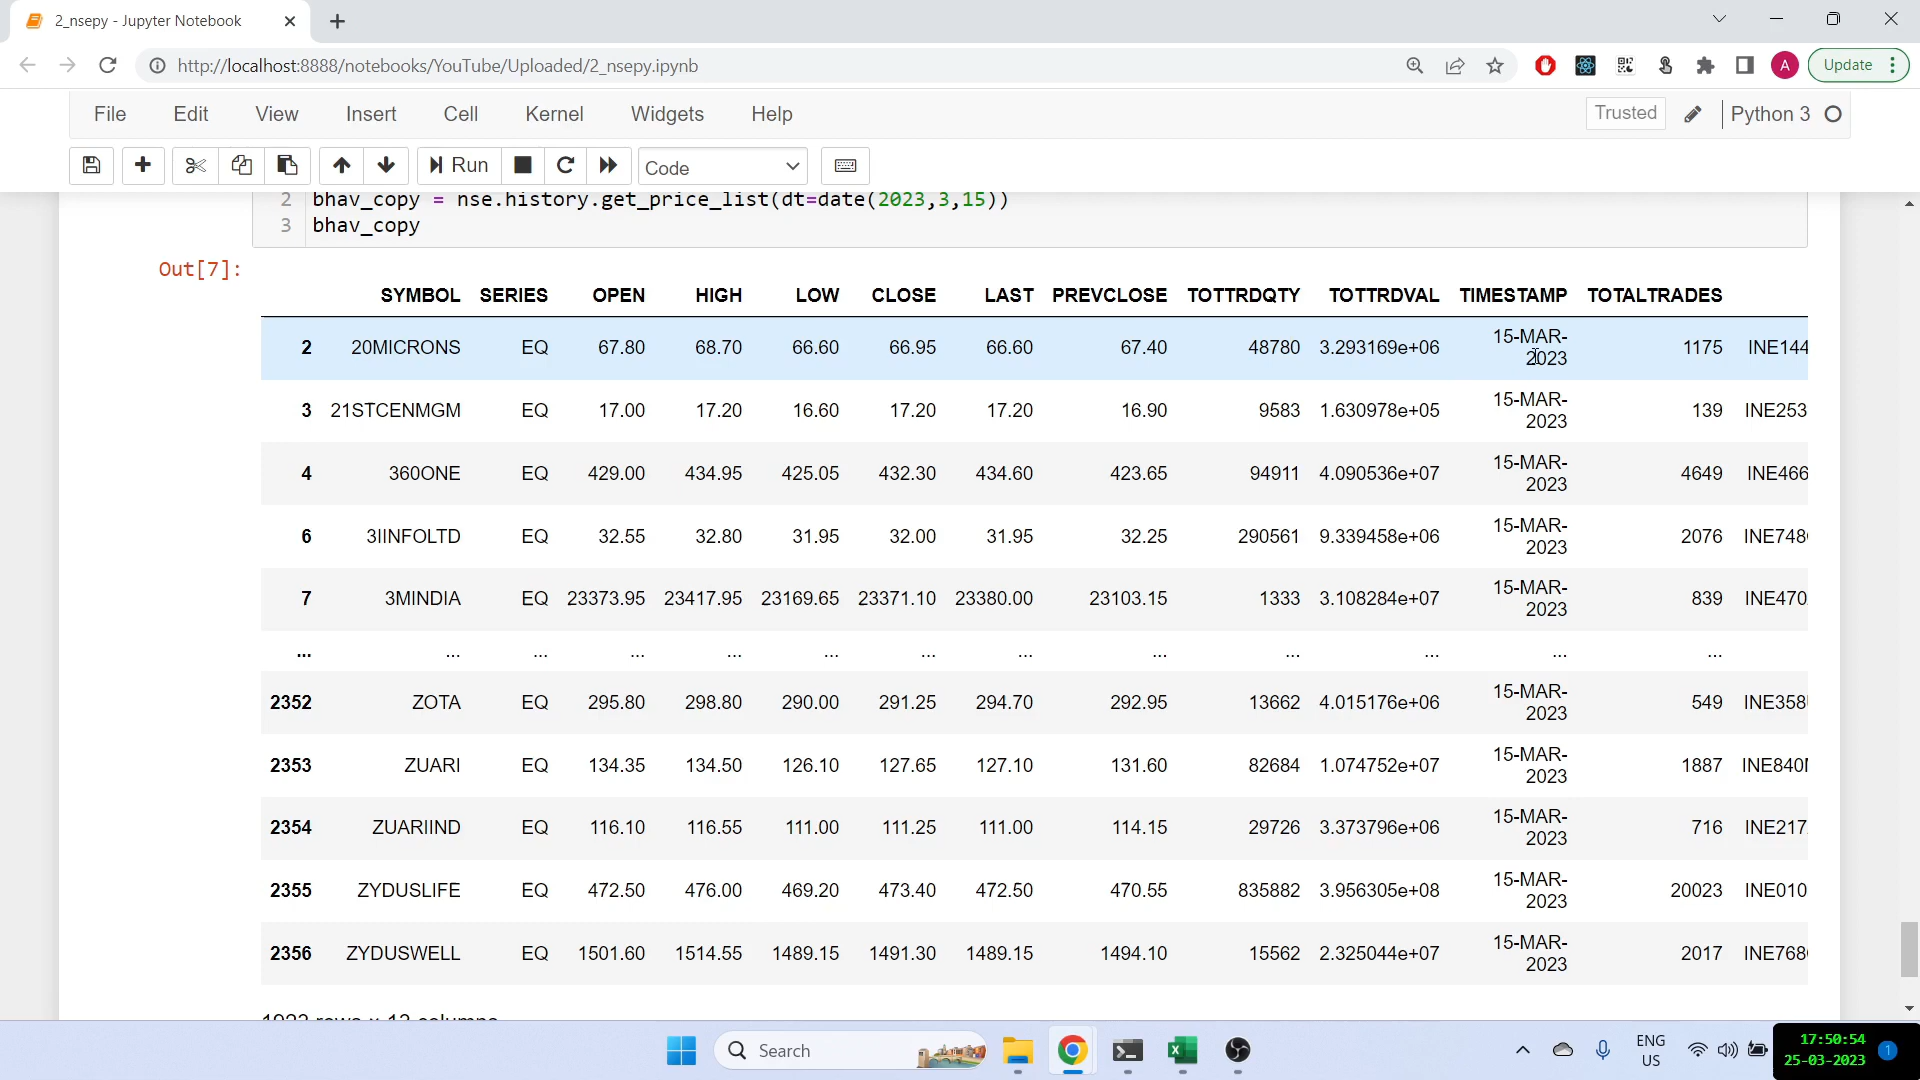 2_nsepy - Jupyter Notebook
http://localhost:8888/notebooks/YouTube/Uploaded/2_nsepy.ipynb
A
Update
File Edit View Insert Cell Kernel Widgets Help
Trusted
Python 3
Run
Code
2 bhav_copy = nse.history.get_price_list(dt=date(2023,3,15))
3 bhav_copy
Out[7]:
SYMBOL SERIES OPEN HIGH LOW CLOSE LAST PREVCLOSE TOTTRDQTY TOTTRDVAL TIMESTAMP TOTALTRADES
2 20MICRONS EQ 67.80 68.70 66.60 66.95 66.60 67.40 48780 3.293169e+06 15-MAR-2023 1175 INE144
3 21STCENMGM EQ 17.00 17.20 16.60 17.20 17.20 16.90 9583 1.630978e+05 15-MAR-2023 139 INE253
4 360ONE EQ 429.00 434.95 425.05 432.30 434.60 423.65 94911 4.090536e+07 15-MAR-2023 4649 INE466
6 3IINFOLTD EQ 32.55 32.80 31.95 32.00 31.95 32.25 290561 9.339458e+06 15-MAR-2023 2076 INE748
7 3MINDIA EQ 23373.95 23417.95 23169.65 23371.10 23380.00 23103.15 1333 3.108284e+07 15-MAR-2023 839 INE470
... ... ... ... ... ... ... ... ... ... ... ... ...
2352 ZOTA EQ 295.80 298.80 290.00 291.25 294.70 292.95 13662 4.015176e+06 15-MAR-2023 549 INE358
2353 ZUARI EQ 134.35 134.50 126.10 127.65 127.10 131.60 82684 1.074752e+07 15-MAR-2023 1887 INE840
2354 ZUARIIND EQ 116.10 116.55 111.00 111.25 111.00 114.15 29726 3.373796e+06 15-MAR-2023 716 INE217
2355 ZYDUSLIFE EQ 472.50 476.00 469.20 473.40 472.50 470.55 835882 3.956305e+08 15-MAR-2023 20023 INE010
2356 ZYDUSWELL EQ 1501.60 1514.55 1489.15 1491.30 1489.15 1494.10 15562 2.325044e+07 15-MAR-2023 2017 INE768
rows × columns
Search
ENG
US
17:50:54
25-03-2023
1